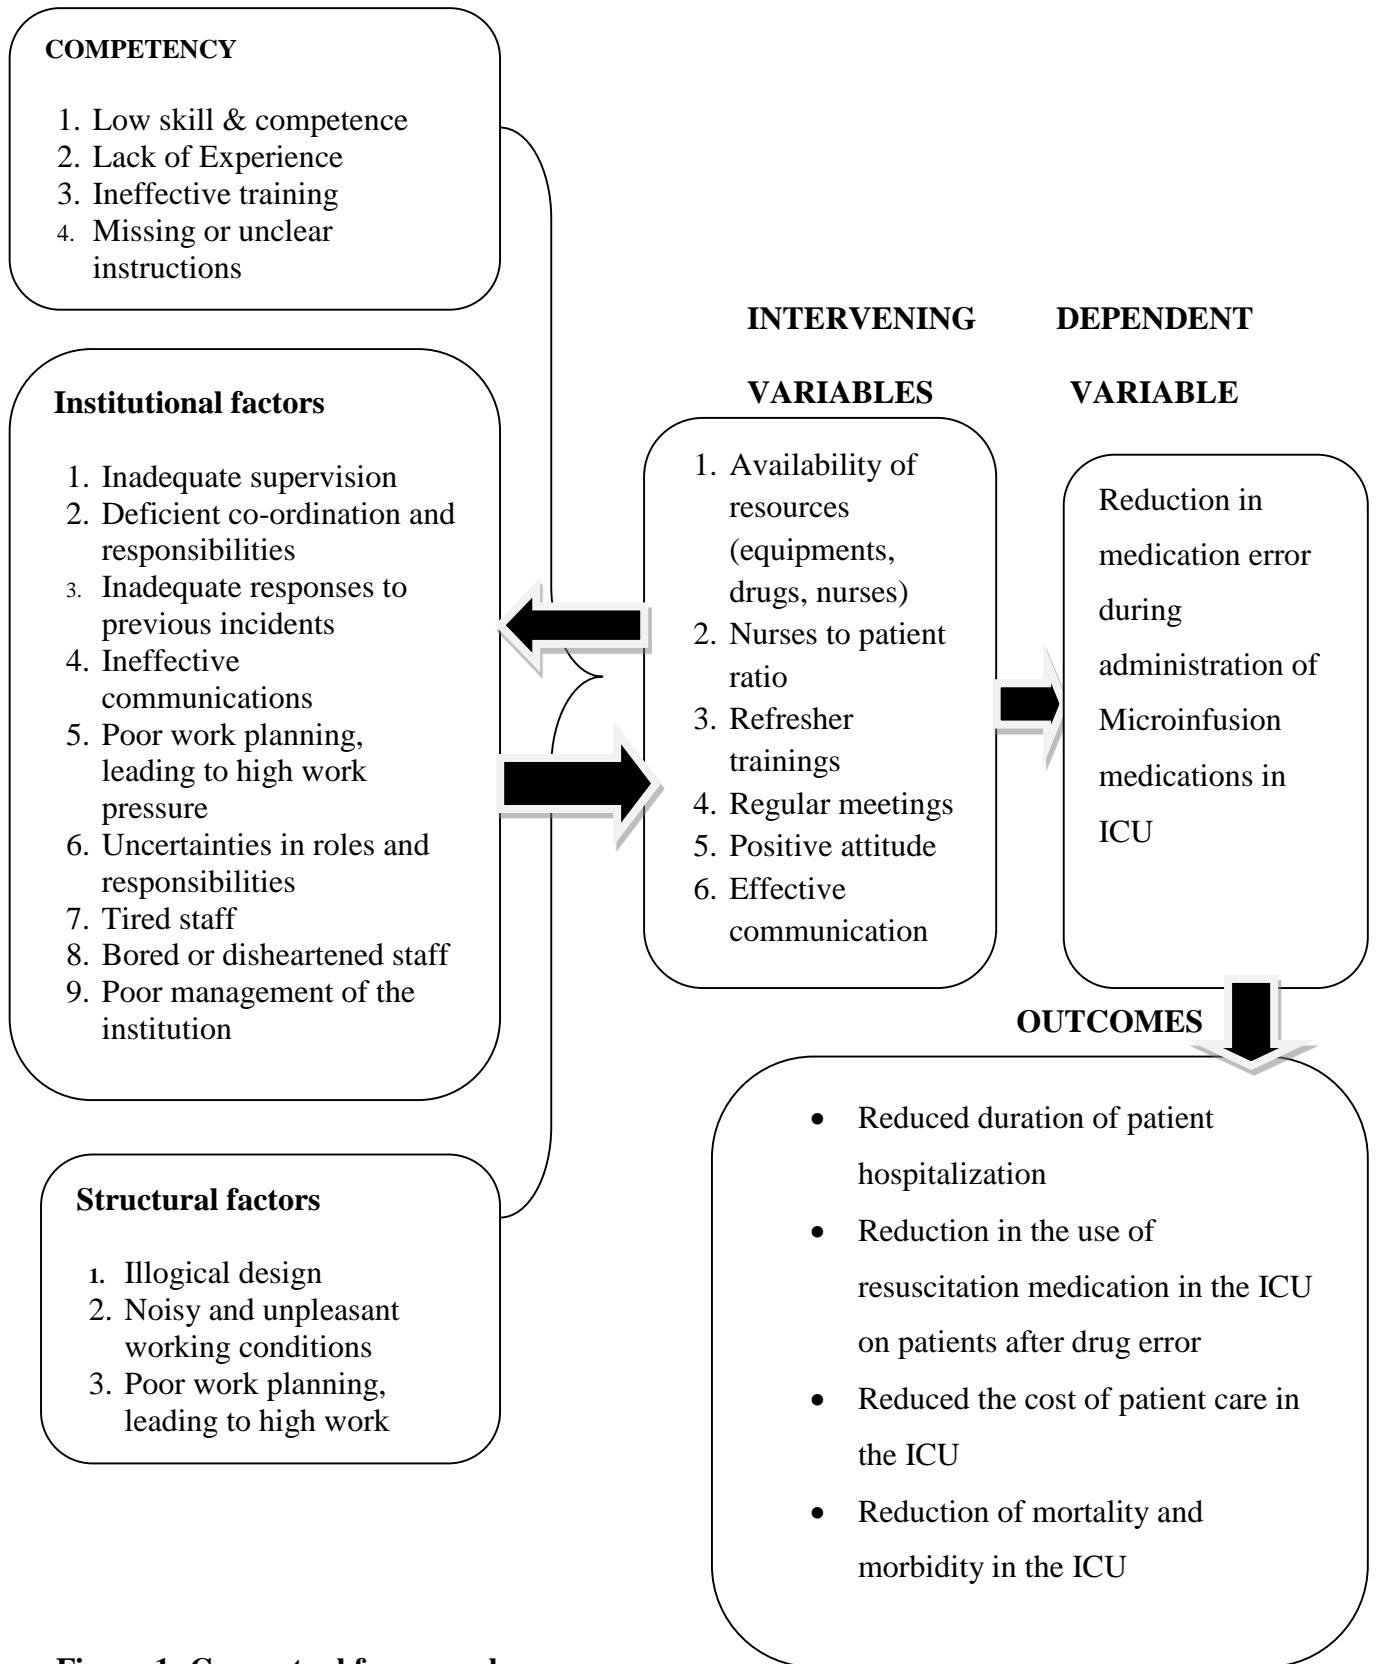 COMPETENCY
1. Low skill & competence
2. Lack of Experience
3. Ineffective training
4. Missing or unclear
instructions
Institutional factors
1. Inadequate supervision
2. Deficient co-ordination and
responsibilities
3. Inadequate responses to
previous incidents
4. Ineffective
communications
5. Poor work planning,
leading to high work
pressure
6. Uncertainties in roles and
responsibilities
7. Tired staff
8. Bored or disheartened staff
9. Poor management of the
institution
Structural factors
1. Illogical design
2. Noisy and unpleasant
working conditions
3. Poor work planning,
leading to high work
INTERVENING
VARIABLES
1. Availability of
resources
(equipments,
drugs, nurses)
2. Nurses to patient
ratio
3. Refresher
trainings
4. Regular meetings
5. Positive attitude
6. Effective
communication
DEPENDENT
VARIABLE
Reduction in
medication error
during
administration of
Microinfusion
medications in
ICU
OUTCOMES
• Reduced duration of patient
hospitalization
• Reduction in the use of
resuscitation medication in the ICU
on patients after drug error
• Reduced the cost of patient care in
the ICU
• Reduction of mortality and
morbidity in the ICU